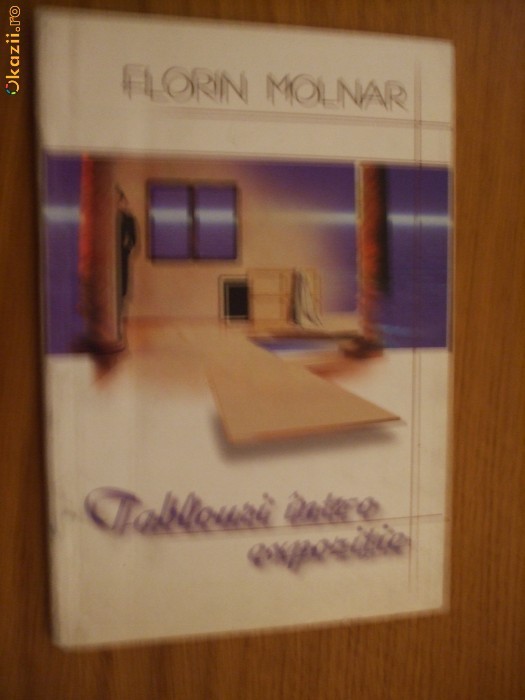 Okazii.ro
FLORIN MOLNAR
Tablouri într-o
expoziție